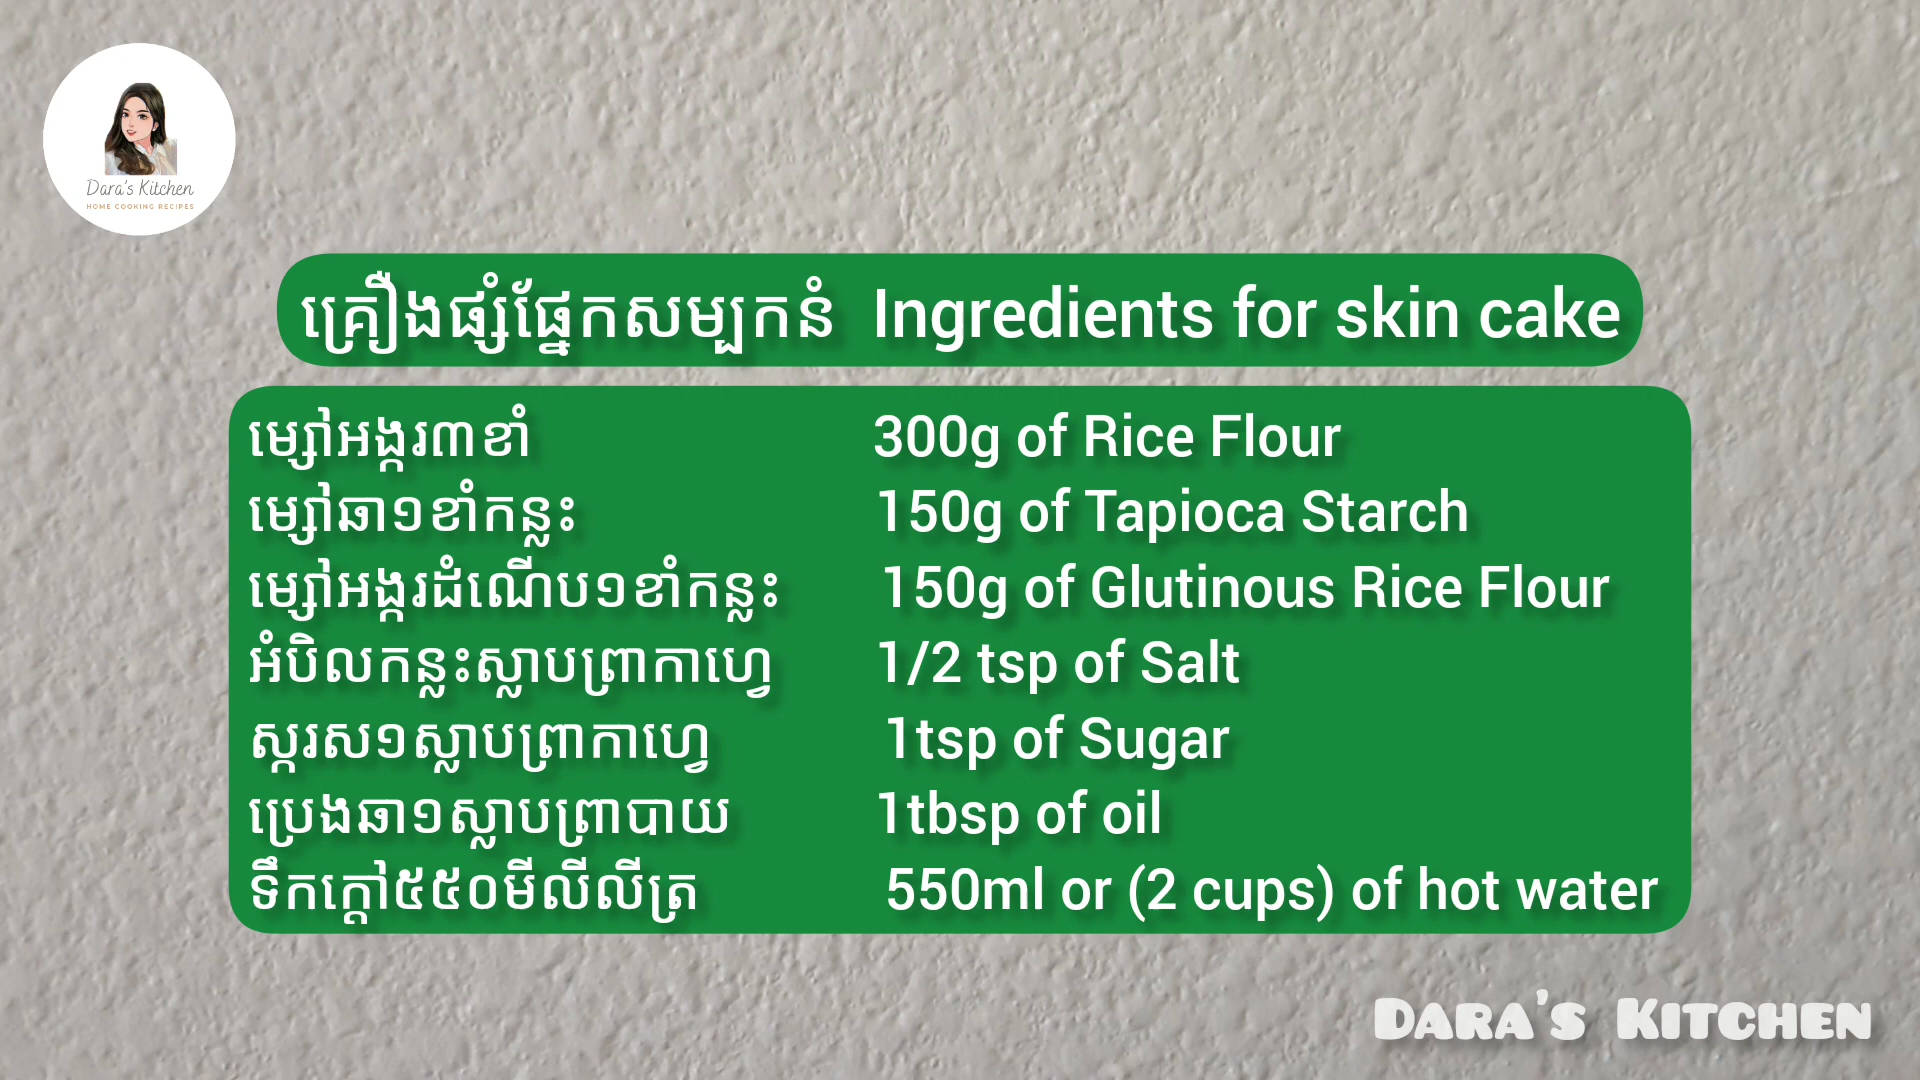 Dara's Kitchen
HOME COOKING RECIPES
គ្រឿងផ្សំផ្នែកសម្បកនំ Ingredients for skin cake
ម្សៅអង្ករ៣ខាំ 300g of Rice Flour
ម្សៅឆា១ខាំកន្លះ 150g of Tapioca Starch
ម្សៅអង្ករដំណើប១ខាំកន្លះ 150g of Glutinous Rice Flour
អំបិលកន្លះស្លាបព្រាកាហ្វេ 1/2 tsp of Salt
ស្ករស១ស្លាបព្រាកាហ្វេ 1tsp of Sugar
ប្រេងឆា១ស្លាបព្រាបាយ 1tbsp of oil
ទឹកក្តៅ៥៥០មីលីលីត្រ 550ml or (2 cups) of hot water
DARA'S KITCHEN